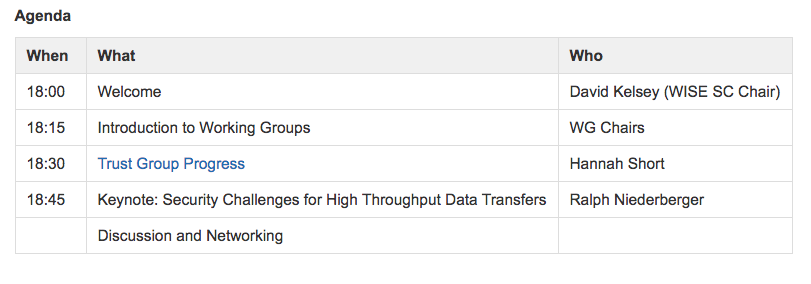 Agenda
When What Who
18:00 Welcome David Kelsey (WISE SC Chair)
18:15 Introduction to Working Groups WG Chairs
18:30 Trust Group Progress Hannah Short
18:45 Keynote: Security Challenges for High Throughput Data Transfers Ralph Niederberger
Discussion and Networking